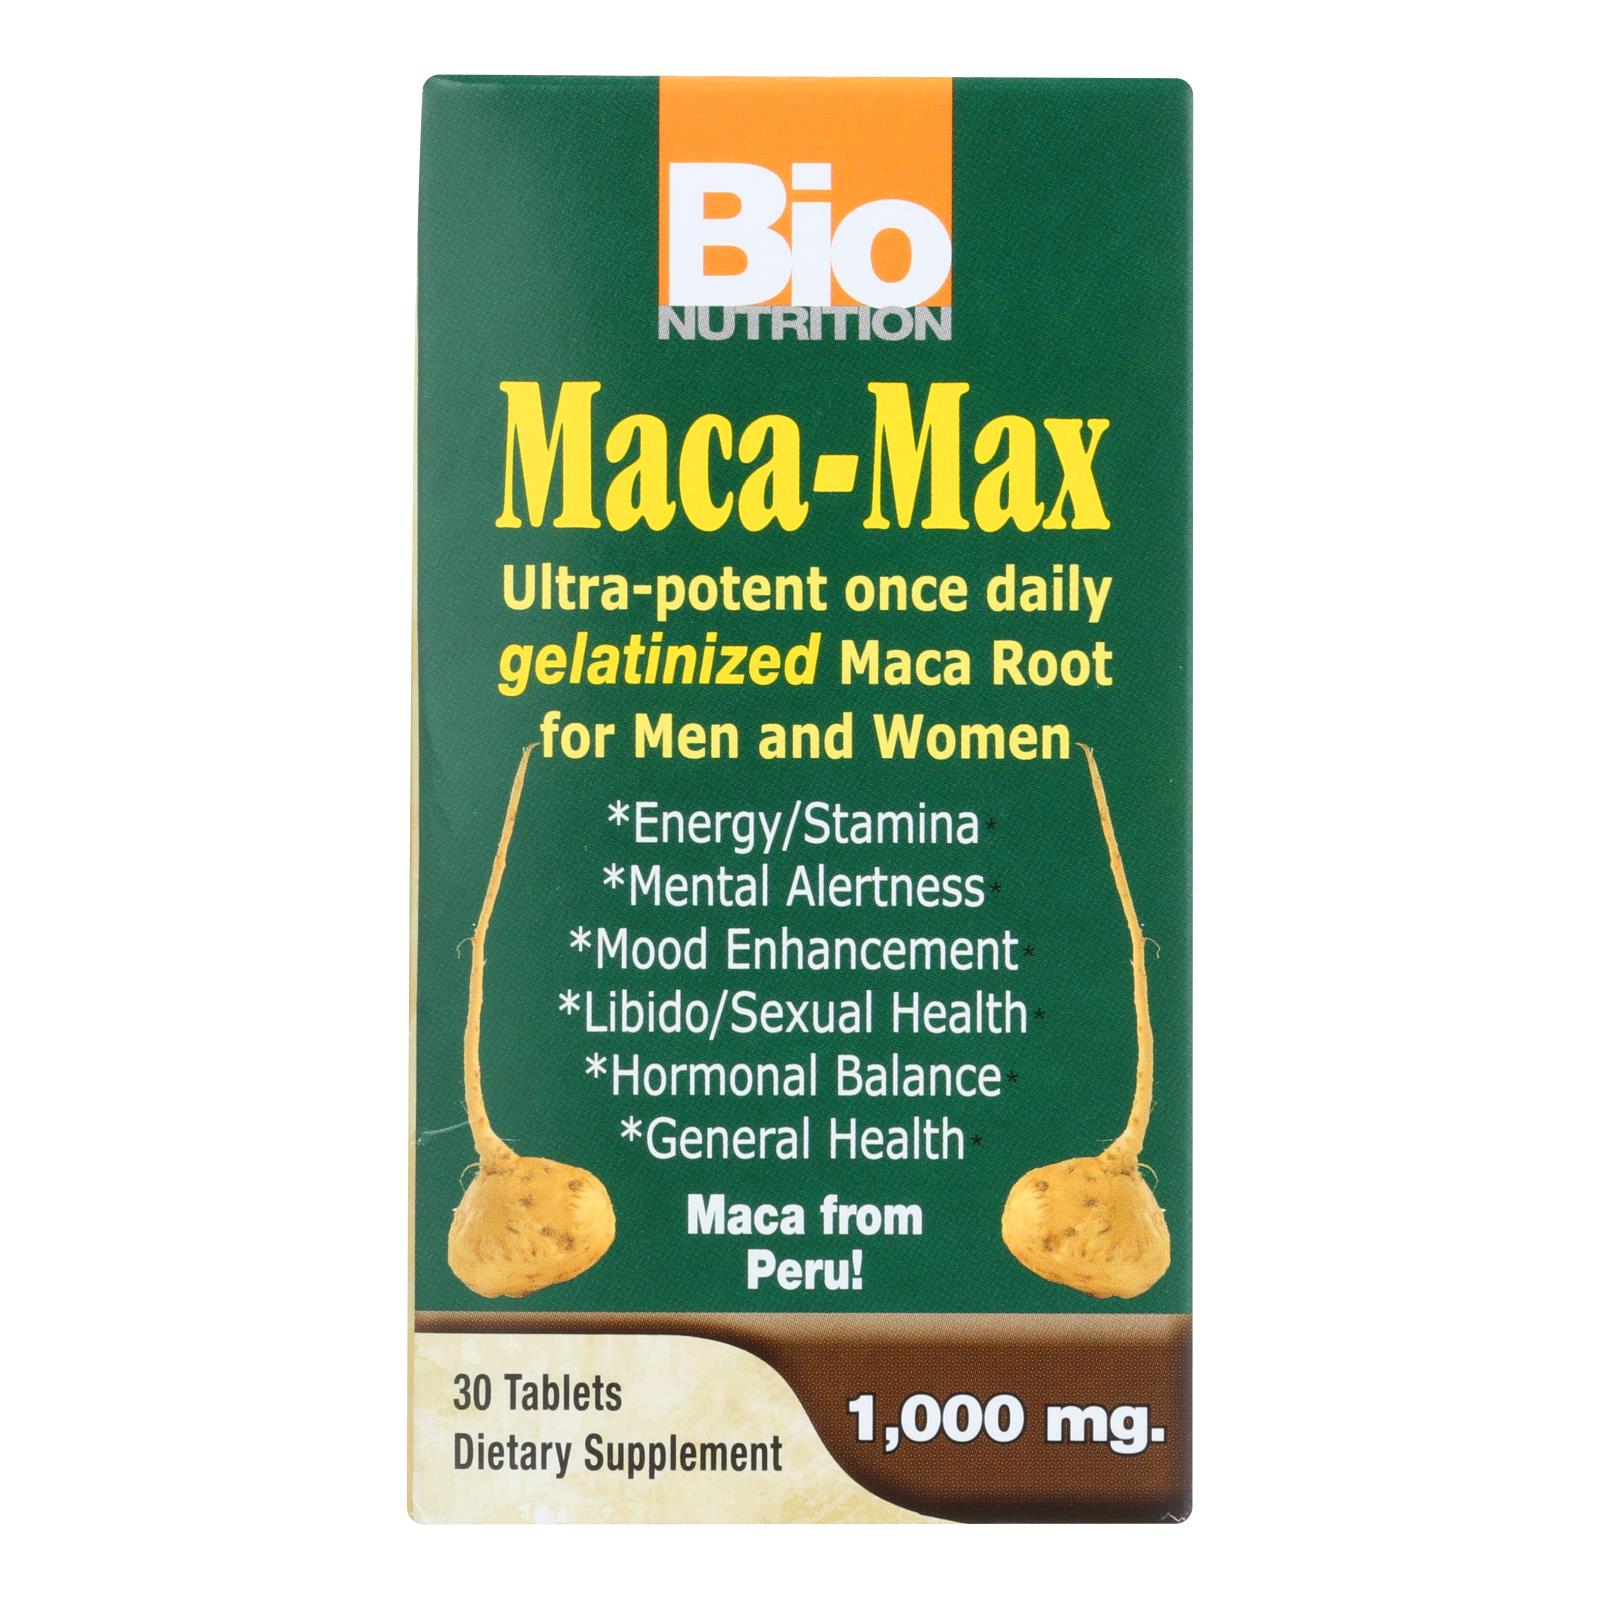 Bio
NUTRITION
Maca-Max
Ultra-potent once daily
gelatinized Maca Root
for Men and Women
*Energy/Stamina*
*Mental Alertness*
*Mood Enhancement*
*Libido/Sexual Health*
*Hormonal Balance*
*General Health*
Maca from
Peru!
30 Tablets
Dietary Supplement
1,000 mg.